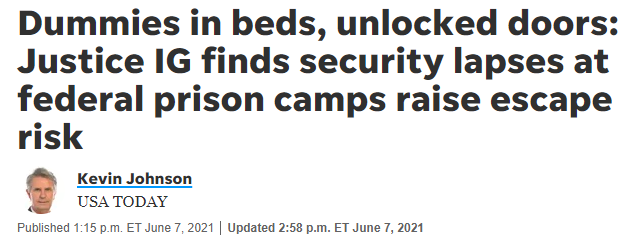 Dummies in beds, unlocked doors:
Justice IG finds security lapses at
federal prison camps raise escape
risk
Kevin Johnson
USA TODAY
Published 1:15 p.m. ET June 7, 2021 | Updated 2:58 p.m. ET June 7, 2021